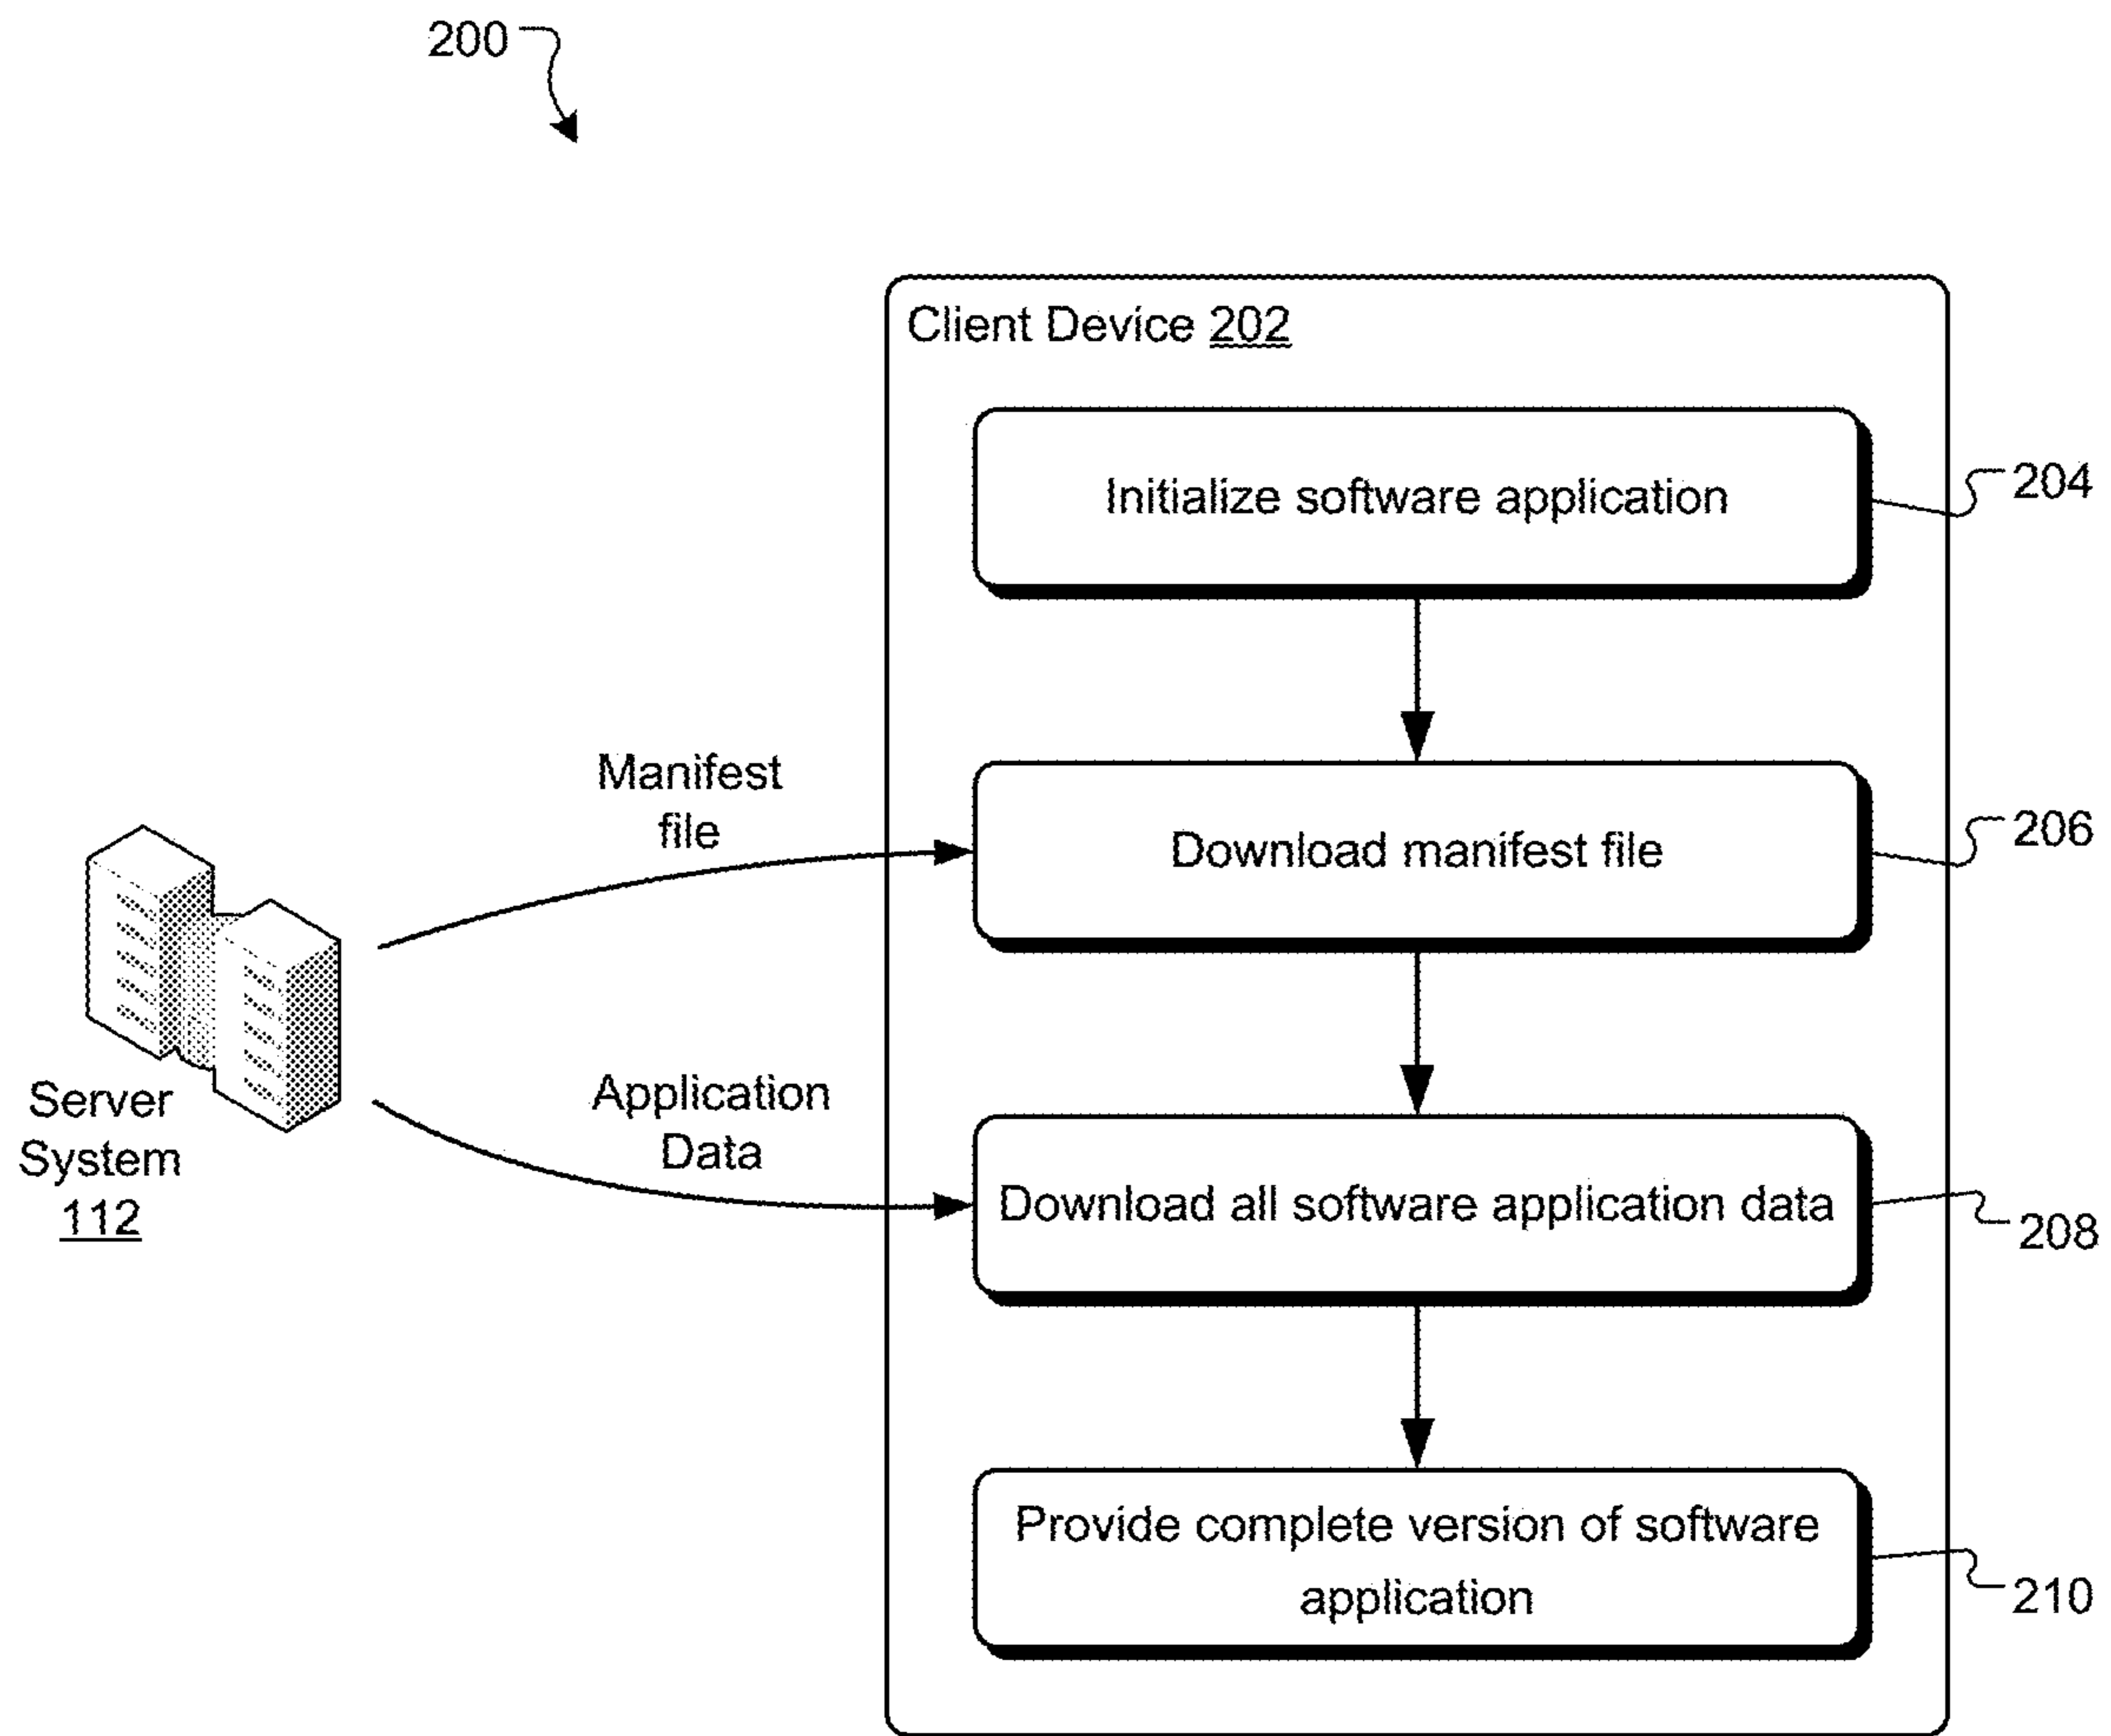 200
Client Device 202
Initialize software application
204
Manifest
file
Download manifest file
206
Server
System
112
Application
Data
Download all software application data
208
Provide complete version of software
application
210